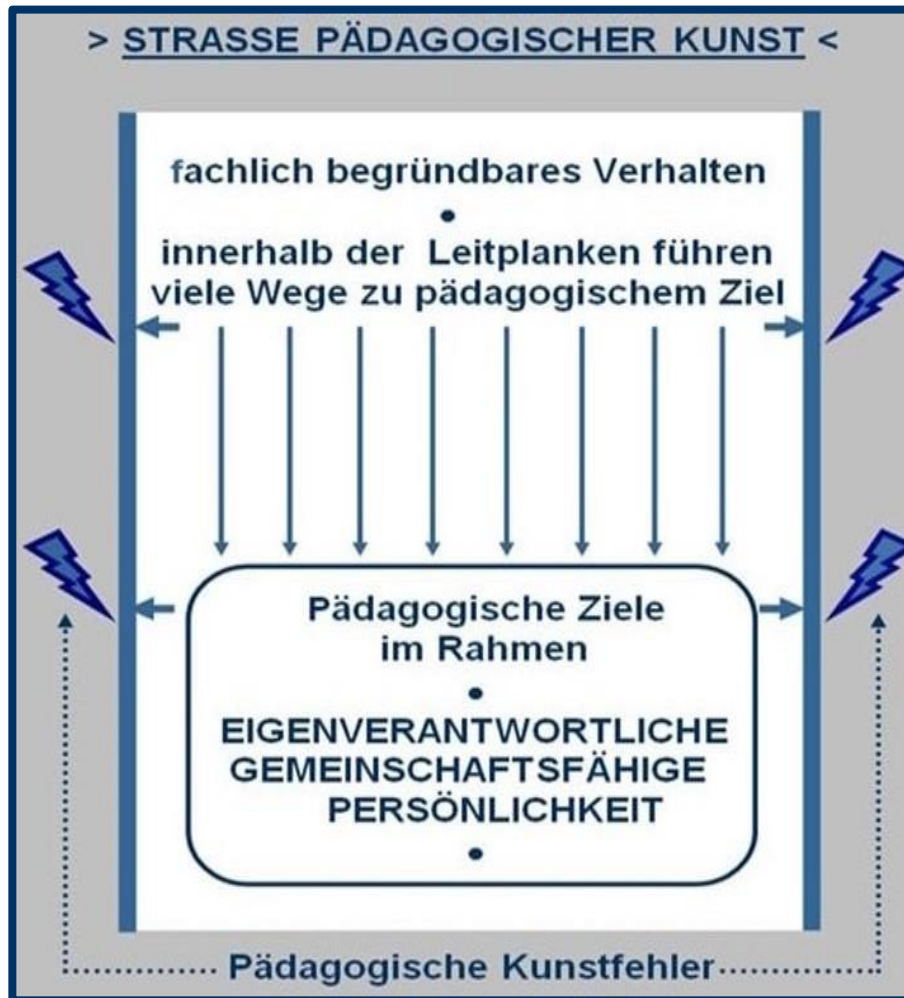 > STRASSE PÄDAGOGISCHER KUNST <
fachlich begründbares Verhalten
•
innerhalb der Leitplanken führen
viele Wege zu pädagogischem Ziel
Pädagogische Ziele
im Rahmen
•
EIGENVERANTWORTLICHE
GEMEINSCHAFTSFÄHIGE
PERSÖNLICHKEIT
•
Pädagogische Kunstfehler